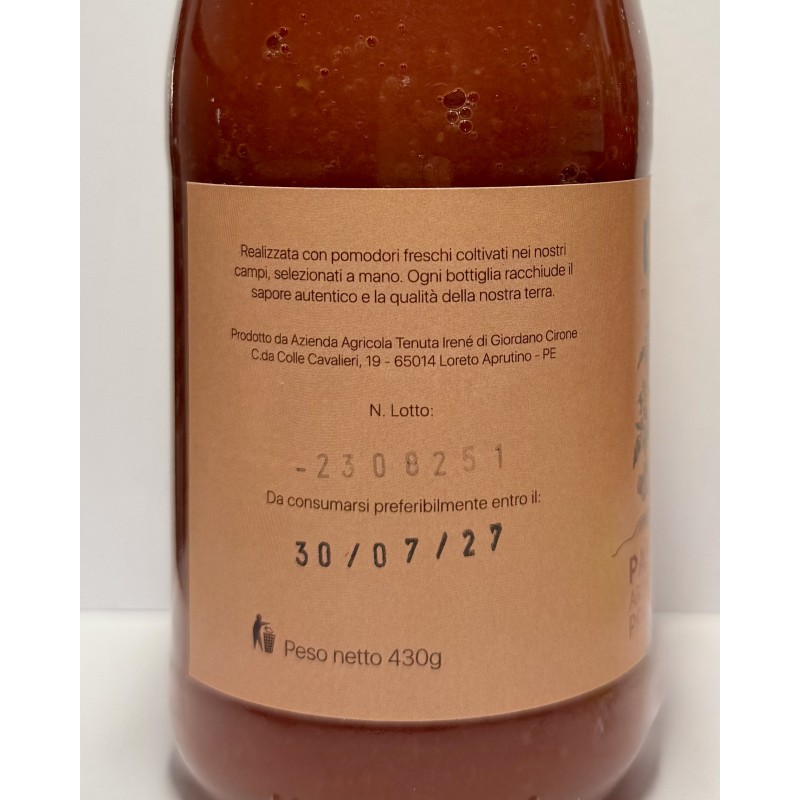 Realizzata con pomodori freschi coltivati nei nostri
campi, selezionati a mano. Ogni bottiglia racchiude il
sapore autentico e la qualità della nostra terra.
Prodotto da Azienda Agricola Tenuta Irené di Giordano Cirone
C.da Colle Cavalieri, 19 - 65014 Loreto Aprutino - PE
N. Lotto:
-2308251
Da consumarsi preferibilmente entro il:
30/07/27
Peso netto 430g